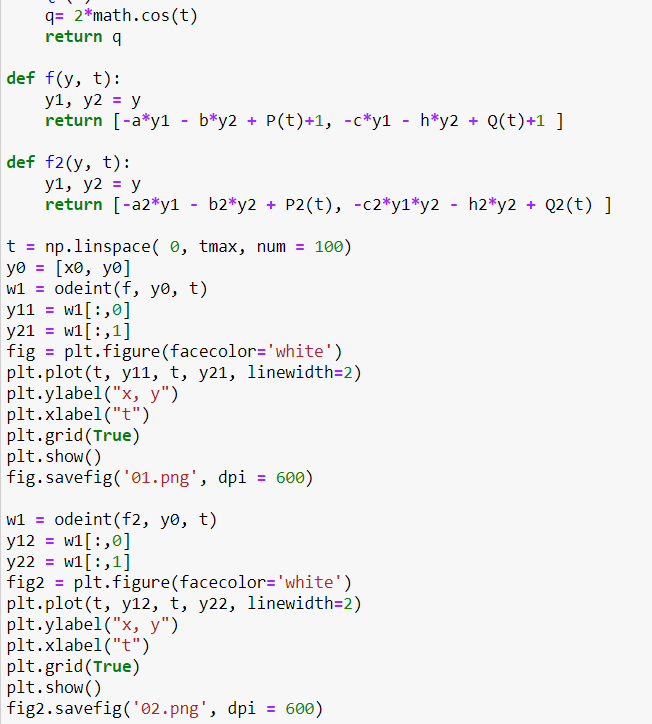 q= 2*math.cos(t)
return q
def f(y, t):
y1, y2 = y
return [-a*y1 - b*y2 + P(t)+1, -c*y1 - h*y2 + Q(t)+1 ]
def f2(y, t):
y1, y2 = y
return [-a2*y1 - b2*y2 + P2(t), -c2*y1*y2 - h2*y2 + Q2(t) ]
t = np.linspace( 0, tmax, num = 100)
y0 = [x0, y0]
w1 = odeint(f, y0, t)
y11 = w1[:,0]
y21 = w1[:,1]
fig = plt.figure(facecolor='white')
plt.plot(t, y11, t, y21, linewidth=2)
plt.ylabel("x, y")
plt.xlabel("t")
plt.grid(True)
plt.show()
fig.savefig('01.png', dpi = 600)
w1 = odeint(f2, y0, t)
y12 = w1[:,0]
y22 = w1[:,1]
fig2 = plt.figure(facecolor='white')
plt.plot(t, y12, t, y22, linewidth=2)
plt.ylabel("x, y")
plt.xlabel("t")
plt.grid(True)
plt.show()
fig2.savefig('02.png', dpi = 600)